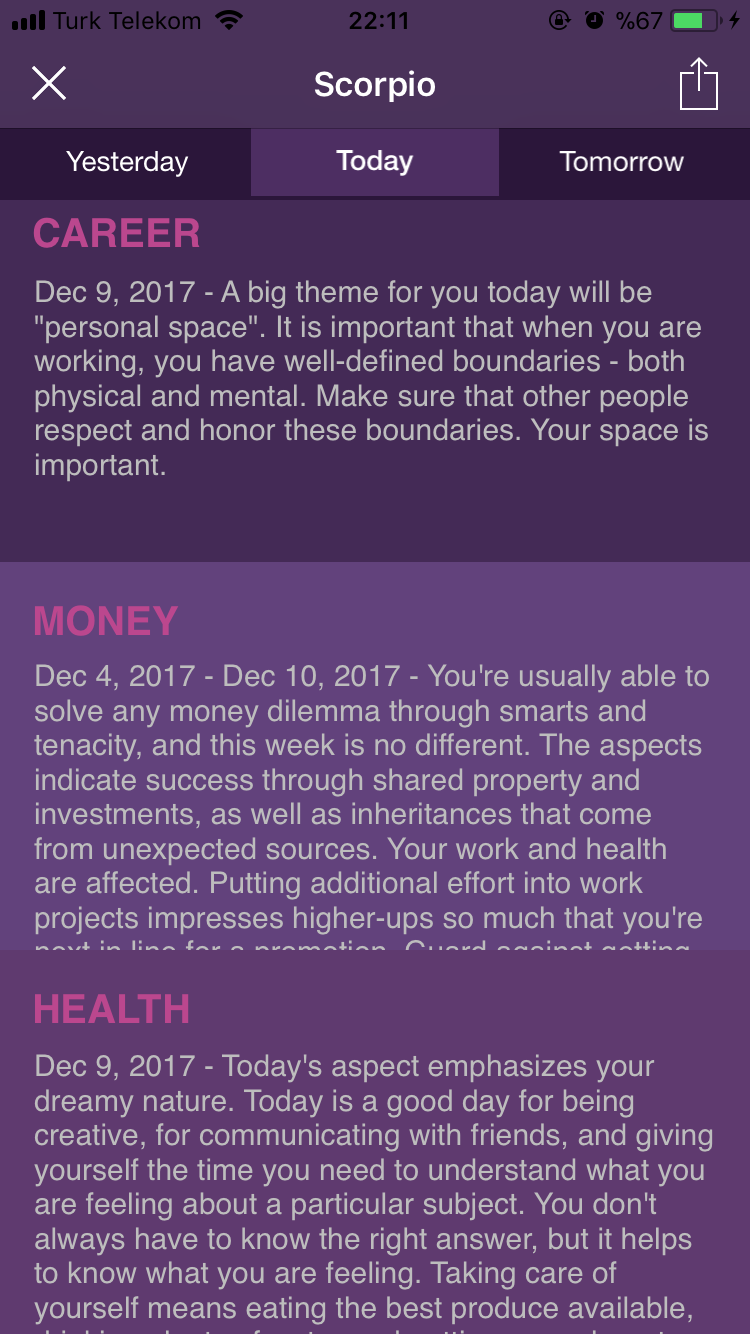 Turk Telekom 22:11 %67
Scorpio
Yesterday Today Tomorrow
CAREER
Dec 9, 2017 - A big theme for you today will be
"personal space". It is important that when you are
working, you have well-defined boundaries - both
physical and mental. Make sure that other people
respect and honor these boundaries. Your space is
important.
MONEY
Dec 4, 2017 - Dec 10, 2017 - You're usually able to
solve any money dilemma through smarts and
tenacity, and this week is no different. The aspects
indicate success through shared property and
investments, as well as inheritances that come
from unexpected sources. Your work and health
are affected. Putting additional effort into work
projects impresses higher-ups so much that you're
next in line for a promotion. Guard against getting
HEALTH
Dec 9, 2017 - Today's aspect emphasizes your
dreamy nature. Today is a good day for being
creative, for communicating with friends, and giving
yourself the time you need to understand what you
are feeling about a particular subject. You don't
always have to know the right answer, but it helps
to know what you are feeling. Taking care of
yourself means eating the best produce available,